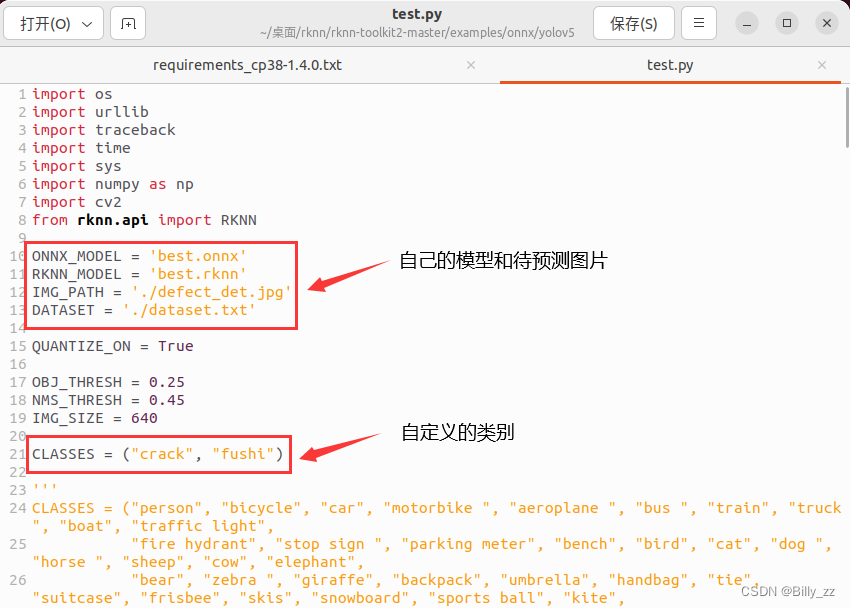 打开(O)
test.py
~/桌面/rknn/rknn-toolkit2-master/examples/onnx/yolov5
保存(S)
requirements_cp38-1.4.0.txt
test.py
1 import os
2 import urllib
3 import traceback
4 import time
5 import sys
6 import numpy as np
7 import cv2
8 from rknn.api import RKNN
9
10 ONNX_MODEL = 'best.onnx'
11 RKNN_MODEL = 'best.rknn'
12 IMG_PATH = './defect_det.jpg'
13 DATASET = './dataset.txt'
自己的模型和待预测图片
14
15 QUANTIZE_ON = True
16
17 OBJ_THRESH = 0.25
18 NMS_THRESH = 0.45
19 IMG_SIZE = 640
20
21 CLASSES = ("crack", "fushi")
自定义的类别
22
23 '''
24 CLASSES = ("person", "bicycle", "car", "motorbike ", "aeroplane ", "bus ", "train", "truck
", "boat", "traffic light",
25 "fire hydrant", "stop sign ", "parking meter", "bench", "bird", "cat", "dog ",
"horse ", "sheep", "cow", "elephant",
26 "bear", "zebra ", "giraffe", "backpack", "umbrella", "handbag", "tie",
"suitcase", "frisbee", "skis", "snowboard", "sports ball", "kite",
CSDN @Billy_zz